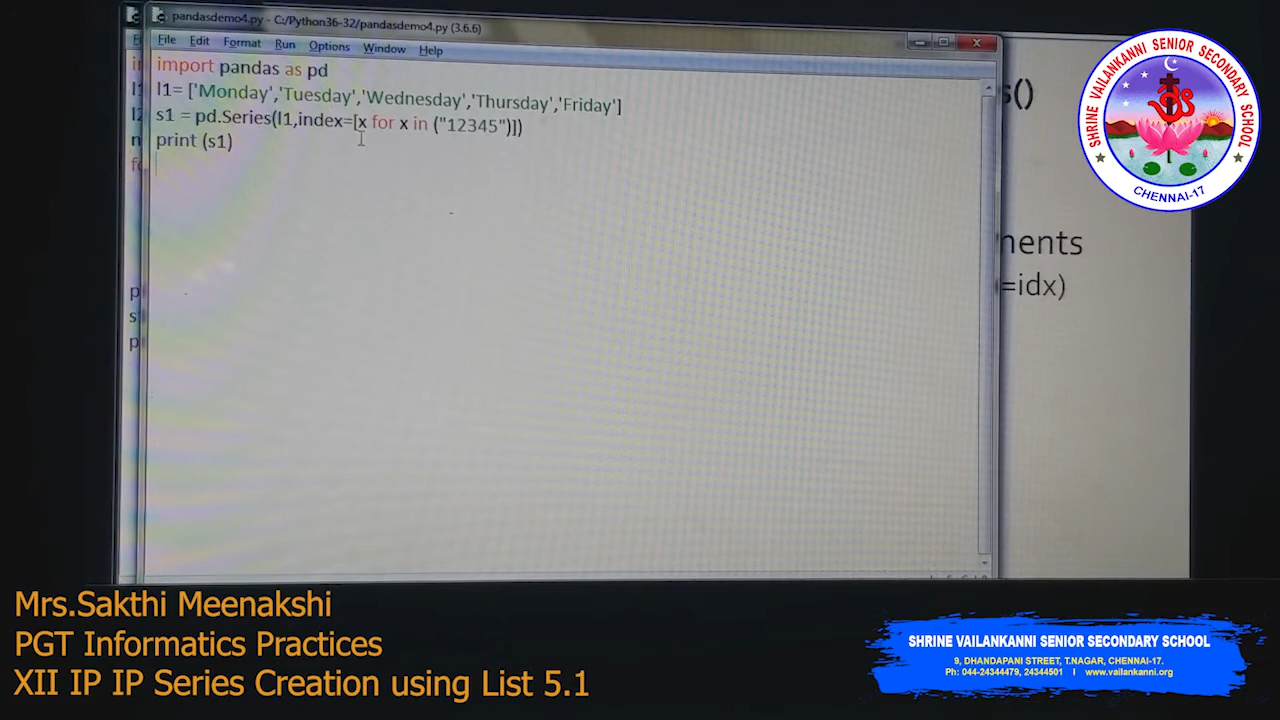 pandasdemo4.py - C:/Python36-32/pandasdemo4.py (3.6.6)
File Edit Format Run Options Window Help
import pandas as pd
l1= ['Monday','Tuesday','Wednesday','Thursday','Friday']
s1 = pd.Series(l1,index=[x for x in ("12345")])
print (s1)
s()
nents
=idx)
SHRINE VAILANKANNI SENIOR SECONDARY SCHOOL
CHENNAI-17
Mrs.Sakthi Meenakshi
PGT Informatics Practices
XII IP IP Series Creation using List 5.1
SHRINE VAILANKANNI SENIOR SECONDARY SCHOOL
9, DHANDAPANI STREET, T.NAGAR, CHENNAI-17.
Ph: 044-24344479, 24344501 I www.vailankanni.org